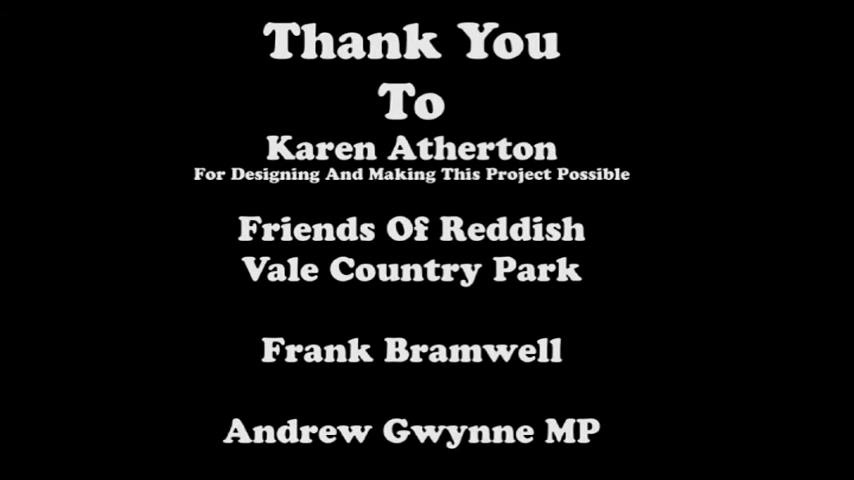 Thank You
To
Karen Atherton
For Designing And Making This Project Possible
Friends Of Reddish
Vale Country Park
Frank Bramwell
Andrew Gwynne MP